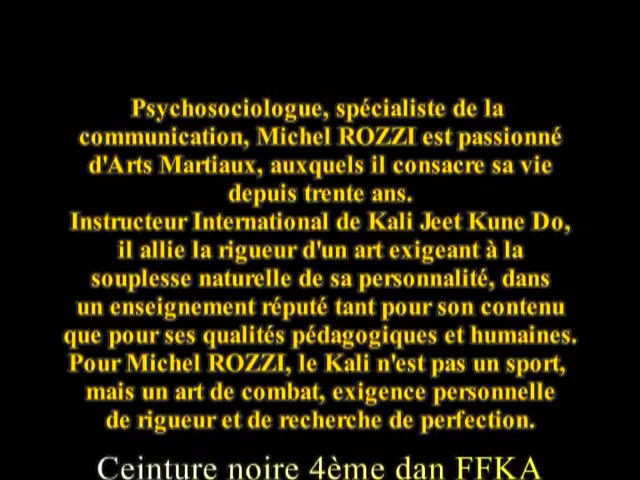 Psychosociologue, spécialiste de la
communication, Michel ROZZI est passionné
d'Arts Martiaux, auxquels il consacre sa vie
depuis trente ans.
Instructeur International de Kali Jeet Kune Do,
il allie la rigueur d'un art exigeant à la
souplesse naturelle de sa personnalité, dans
un enseignement réputé tant pour son contenu
que pour ses qualités pédagogiques et humaines.
Pour Michel ROZZI, le Kali n'est pas un sport,
mais un art de combat, exigence personnelle
de rigueur et de recherche de perfection.
Ceinture noire 4ème dan FFKA